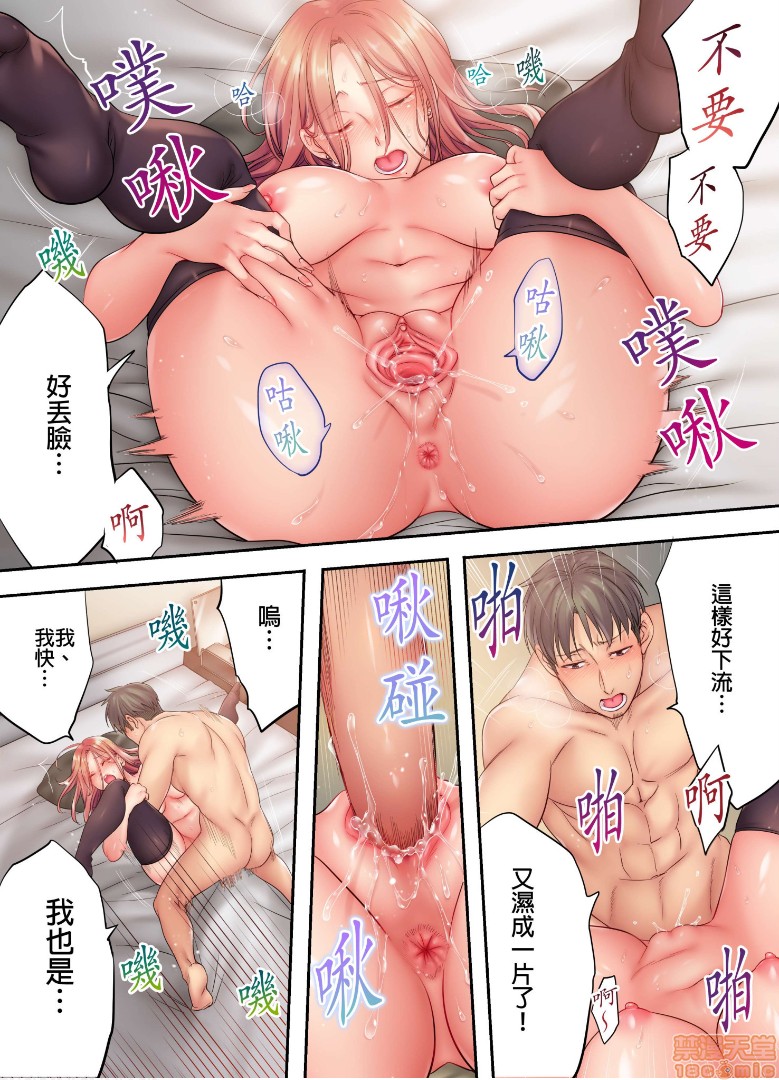 不要
不要
噗啾
噗啾
嘰
哈
哈
咕啾
咕啾
嘰
好丟臉…
啊
這樣好下流…
啪
啪
啊
又濕成一片了！
啪
啊～
啾碰
啾
嗚…
嘰
我、
我快…
我也是…
嘰
嘰
禁漫天堂
18comic